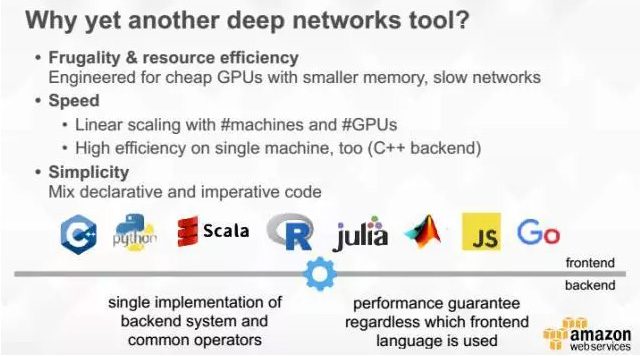 Why yet another deep networks tool?
• Frugality & resource efficiency
Engineered for cheap GPUs with smaller memory, slow networks
• Speed
• Linear scaling with #machines and #GPUs
• High efficiency on single machine, too (C++ backend)
• Simplicity
Mix declarative and imperative code
C++ python Scala R julia JS Go
frontend
backend
single implementation of
backend system and
common operators
performance guarantee
regardless which frontend
language is used
amazon
web services